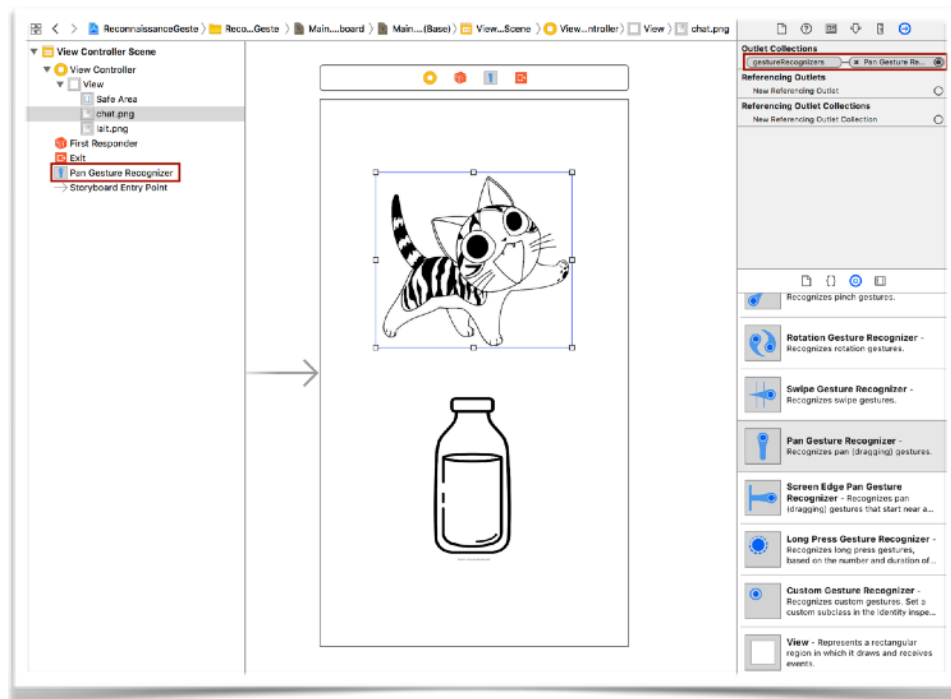 ReconnaissanceGeste
Reco...Geste
Main....board
Main....(Base)
View...Scene
View...ntroller
View
chat.png
View Controller Scene
View Controller
View
Safe Area
chat.png
lait.png
First Responder
Exit
Pan Gesture Recognizer
Storyboard Entry Point
Outlet Collections
gestureRecognizers
Pan Gesture Re...
Referencing Outlets
New Referencing Outlet
Referencing Outlet Collections
New Referencing Outlet Collection
Recognizes pinch gestures.
Rotation Gesture Recognizer -
Recognizes rotation gestures.
Swipe Gesture Recognizer -
Recognizes swipe gestures.
Pan Gesture Recognizer -
Recognizes pan (dragging) gestures.
Screen Edge Pan Gesture
Recognizer - Recognizes pan
(dragging) gestures that start near a...
Long Press Gesture Recognizer -
Recognizes long press gestures,
based on the number and duration of...
Custom Gesture Recognizer -
Recognizes custom gestures. Set a
custom subclass in the identity inspe...
View - Represents a rectangular
region in which it draws and receives
events.